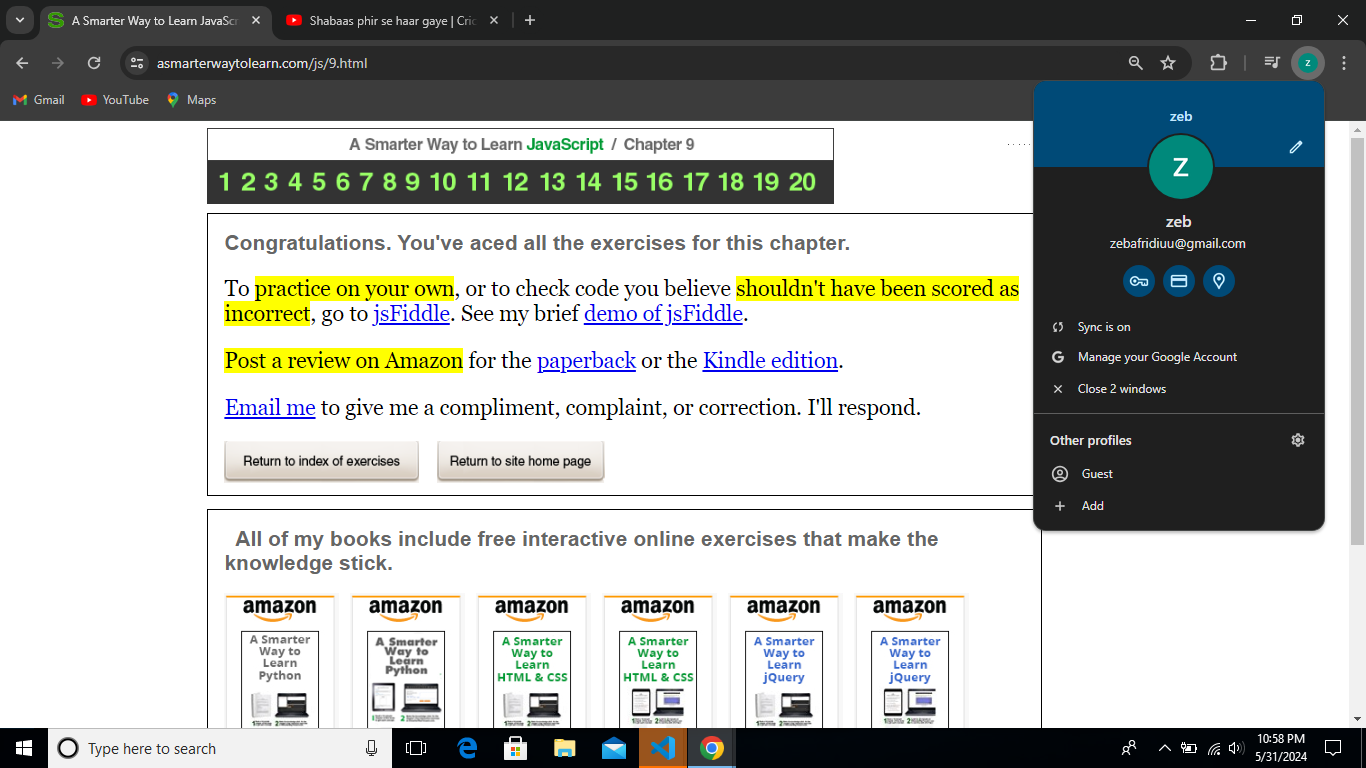 A Smarter Way to Learn JavaScr
Shabaas phir se haar gaye | Cric
asmarterwaytolearn.com/js/9.html
z
Gmail YouTube Maps
A Smarter Way to Learn JavaScript / Chapter 9
1 2 3 4 5 6 7 8 9 10 11 12 13 14 15 16 17 18 19 20
Congratulations. You've aced all the exercises for this chapter.
To practice on your own, or to check code you believe shouldn't have been scored as
incorrect, go to jsFiddle. See my brief demo of jsFiddle.
Post a review on Amazon for the paperback or the Kindle edition.
Email me to give me a compliment, complaint, or correction. I'll respond.
Return to index of exercises
Return to site home page
All of my books include free interactive online exercises that make the
knowledge stick.
amazon
A Smarter
Way to
Learn
Python
amazon
A Smarter
Way to
Learn
Python
amazon
A Smarter
Way to
Learn
HTML & CSS
amazon
A Smarter
Way to
Learn
HTML & CSS
amazon
A Smarter
Way to
Learn
jQuery
amazon
A Smarter
Way to
Learn
jQuery
zeb
Z
zeb
zebafridiuu@gmail.com
Sync is on
Manage your Google Account
Close 2 windows
Other profiles
Guest
Add
Type here to search
10:58 PM
5/31/2024